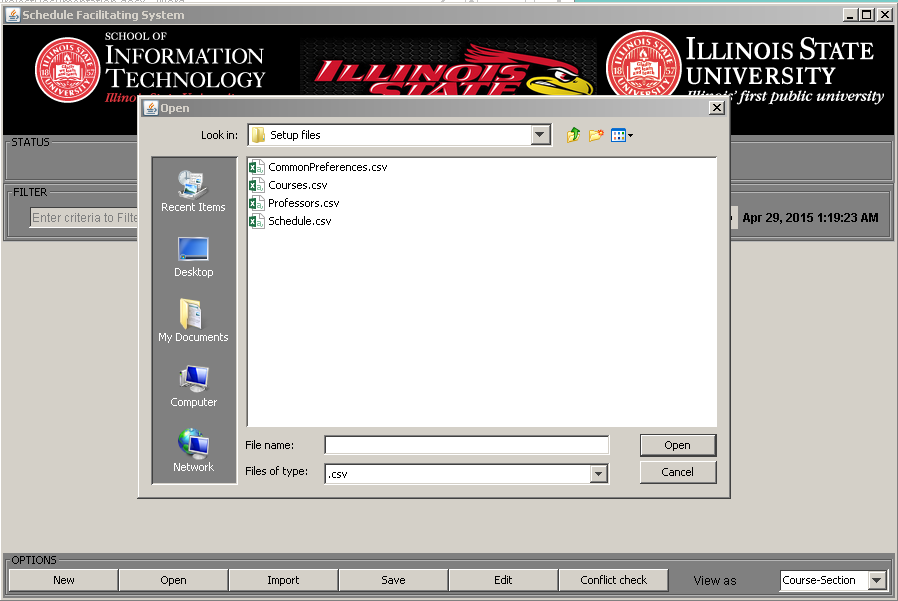 Schedule Facilitating System
SCHOOL OF
INFORMATION
TECHNOLOGY
ILLINOIS
STATE
ILLINOIS STATE
UNIVERSITY
Illinois' first public university
STATUS
FILTER
Enter criteria to Filte
Apr 29, 2015 1:19:23 AM
Open
Look in:
Setup files
Recent Items
Desktop
My Documents
Computer
Network
CommonPreferences.csv
Courses.csv
Professors.csv
Schedule.csv
File name:
Open
Files of type:
.csv
Cancel
OPTIONS
New
Open
Import
Save
Edit
Conflict check
View as
Course-Section